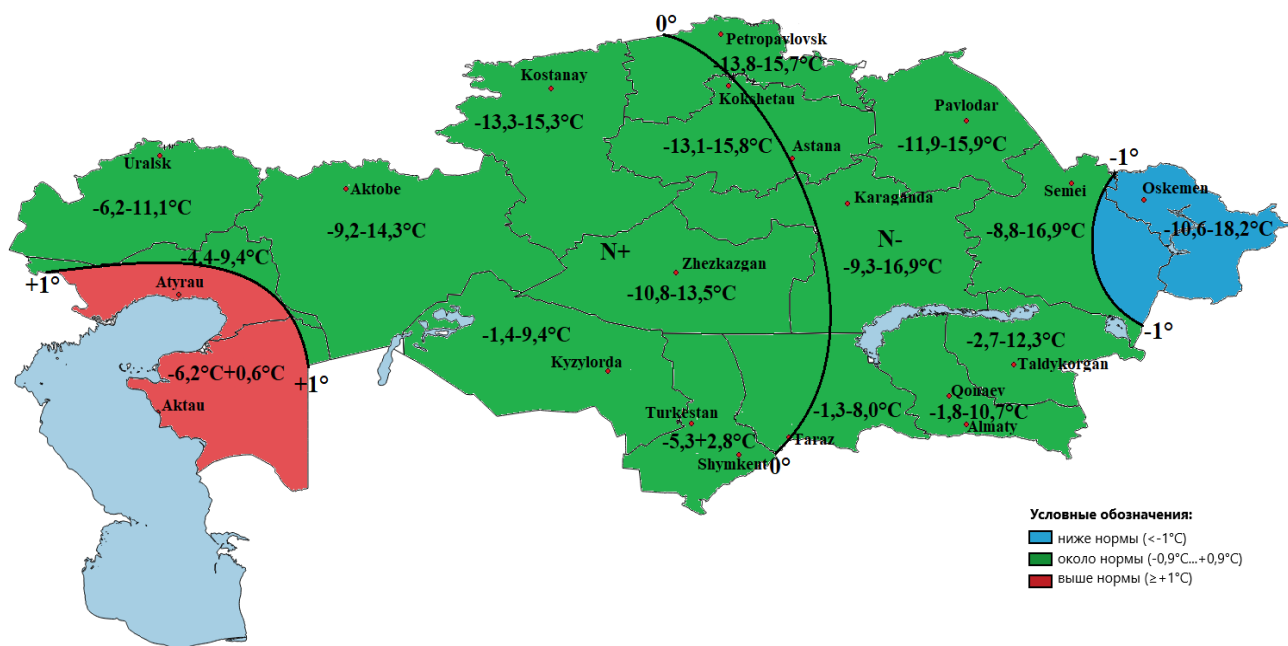 0°
Petropavlovsk
-13,8-15,7°C
Kostanay
Kokshetau
-13,3-15,3°C
Pavlodar
-11,9-15,9°C
-13,1-15,8°C
Astana
Uralsk
-1°
Aktobe
Semei
Oskemen
-6,2-11,1°C
Karaganda
-9,2-14,3°C
-8,8-16,9°C
-10,6-18,2°C
N+
N-
-4,4-9,4°C
Zhezkazgan
-9,3-16,9°C
+1°
Atyrau
-10,8-13,5°C
-1,4-9,4°C
-1°
-2,7-12,3°C
Kyzylorda
Taldykorgan
-6,2°C+0,6°C
+1°
Aktau
Qonaev
Turkestan
-1,3-8,0°C
-1,8-10,7°C
Almaty
-5,3+2,8°C
Taraz
Shymkent
0°
Условные обозначения:
ниже нормы (<-1°C)
около нормы (-0,9°C...+0,9°C)
выше нормы (≥+1°C)